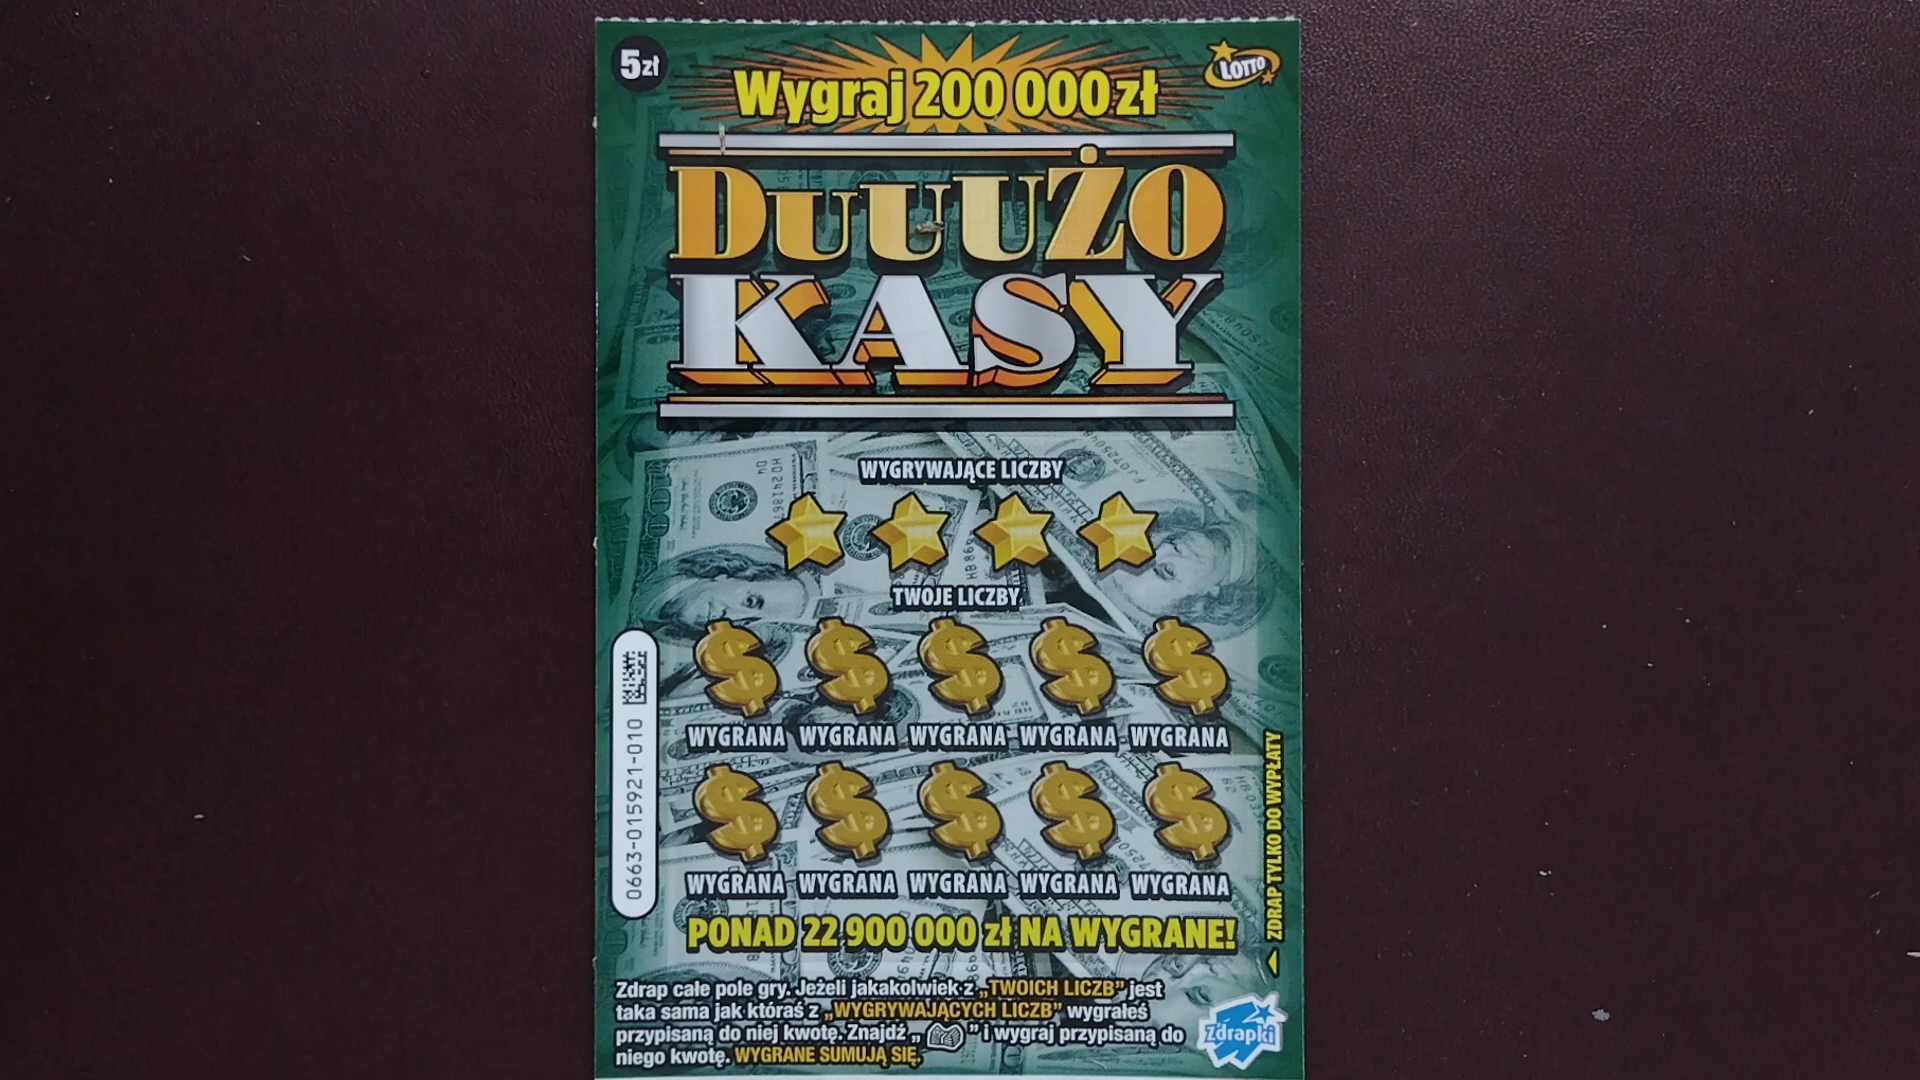 5zł
Wygraj 200 000 zł
LOTTO
DUUUŻO
KASY
WYGRYWAJĄCE LICZBY
TWOJE LICZBY
WYGRANA WYGRANA WYGRANA WYGRANA WYGRANA
WYGRANA WYGRANA WYGRANA WYGRANA WYGRANA
0663-015921-010
ZDRAP TYLKO DO WYPŁATY
PONAD 22 900 000 zł NA WYGRANE!
Zdrap całe pole gry. Jeżeli jakakolwiek z „TWOICH LICZB” jest
taka sama jak któraś z „WYGRYWAJĄCYCH LICZB” wygrałeś
przypisaną do niej kwotę. Znajdź „ ” i wygraj przypisaną do
niego kwotę. WYGRANE SUMUJĄ SIĘ.
Zdrapki